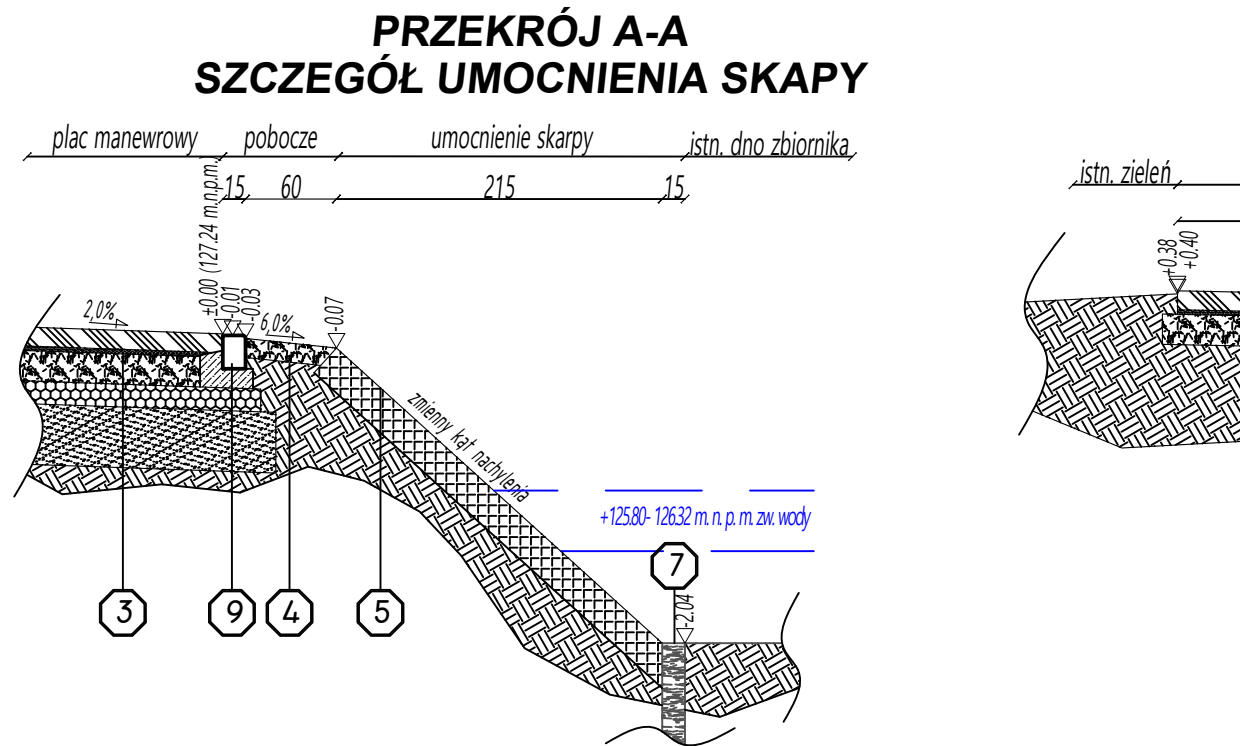 PRZEKRÓJ A-A
SZCZEGÓŁ UMOCNIENIA SKAPY
plac manewrowy
pobocze
umocnienie skarpy
istn. dno zbiornika
istn. zieleń
15
60
215
15
±0.00 (127.24 m.n.p.m.)
-0.01
-0.03
-0.07
+0.38
+0.40
2,0%
6,0%
zmienny kąt nachylenia
+125.80- 126.32 m. n. p. m. zw. wody
7
-2.04
3
9
4
5